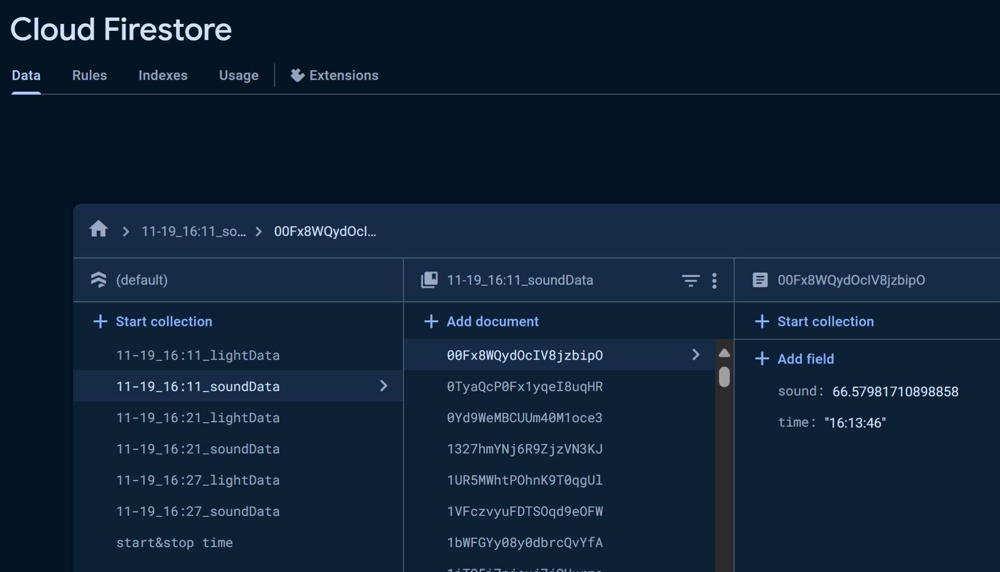 Cloud Firestore
Data Rules Indexes Usage Extensions
11-19_16:11_so... 00Fx8WQydOcI...
(default)
Start collection
11-19_16:11_lightData
11-19_16:11_soundData
11-19_16:21_lightData
11-19_16:21_soundData
11-19_16:27_lightData
11-19_16:27_soundData
start&stop time
11-19_16:11_soundData
Add document
00Fx8WQydOcIV8jzbipO
0TyaQcP0Fx1yqeI8uqHR
0Yd9WeMBCUUm40M1oce3
1327hmYNj6R9ZjzVN3KJ
1UR5MWhtPOhnK9T0qgUl
1VFczvyuFDTSOqd9eOFW
1bWFGYy08y0dbrcQvYfA
00Fx8WQydOcIV8jzbipO
Start collection
Add field
sound: 66.57981710898858
time: "16:13:46"